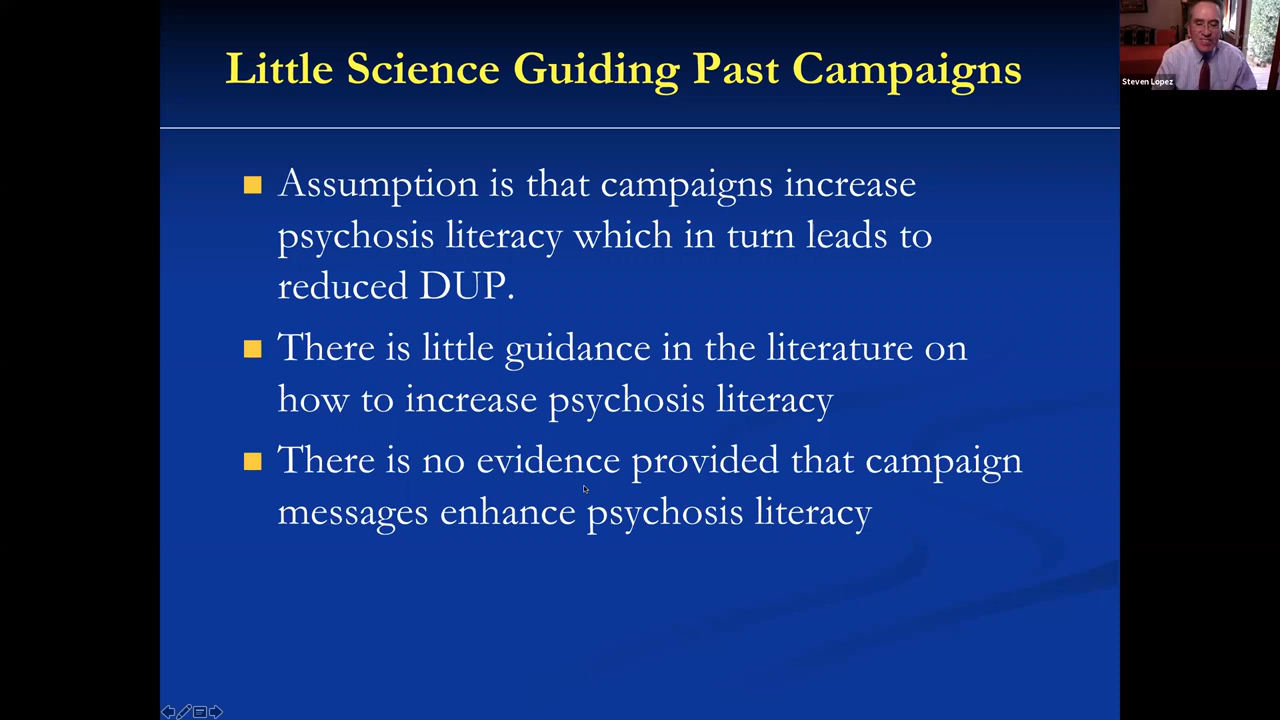 Little Science Guiding Past Campaigns
Steven Lopez
Assumption is that campaigns increase
psychosis literacy which in turn leads to
reduced DUP.
There is little guidance in the literature on
how to increase psychosis literacy
There is no evidence provided that campaign
messages enhance psychosis literacy